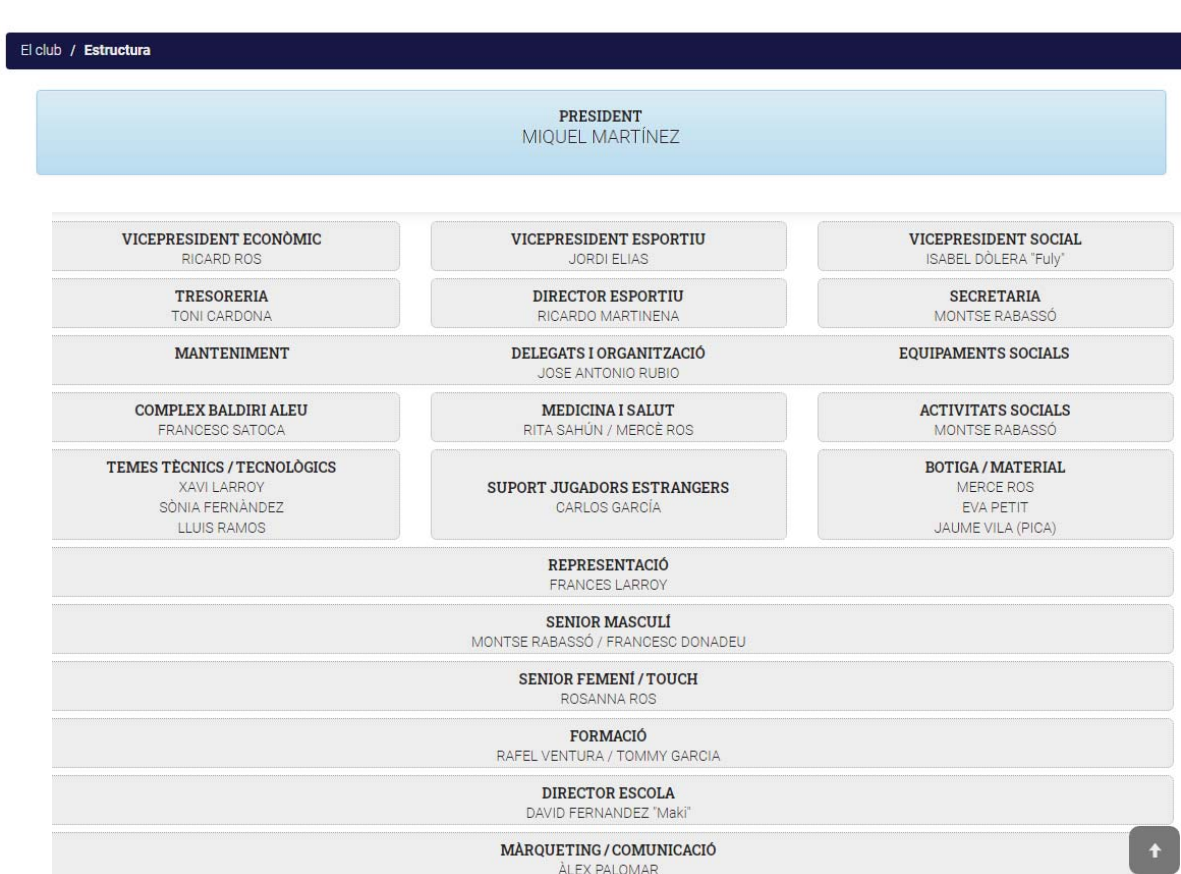 El club / Estructura
PRESIDENT
MIQUEL MARTÍNEZ
VICEPRESIDENT ECONÒMIC
RICARD ROS
VICEPRESIDENT ESPORTIU
JORDI ELIAS
VICEPRESIDENT SOCIAL
ISABEL DÒLERA "Fuly"
TRESORERIA
TONI CARDONA
DIRECTOR ESPORTIU
RICARDO MARTINENA
SECRETARIA
MONTSE RABASSÓ
MANTENIMENT
DELEGATS I ORGANITZACIÓ
JOSE ANTONIO RUBIO
EQUIPAMENTS SOCIALS
COMPLEX BALDIRI ALEU
FRANCESC SATOCA
MEDICINA I SALUT
RITA SAHÚN / MERCÈ ROS
ACTIVITATS SOCIALS
MONTSE RABASSÓ
TEMES TÈCNICS / TECNOLÒGICS
XAVI LARROY
SÒNIA FERNÀNDEZ
LLUIS RAMOS
SUPORT JUGADORS ESTRANGERS
CARLOS GARCÍA
BOTIGA / MATERIAL
MERCE ROS
EVA PETIT
JAUME VILA (PICA)
REPRESENTACIÓ
FRANCES LARROY
SENIOR MASCULÍ
MONTSE RABASSÓ / FRANCESC DONADEU
SENIOR FEMENÍ / TOUCH
ROSANNA ROS
FORMACIÓ
RAFEL VENTURA / TOMMY GARCIA
DIRECTOR ESCOLA
DAVID FERNANDEZ "Maki"
MÀRQUETING / COMUNICACIÓ
ÀLEX PALOMAR